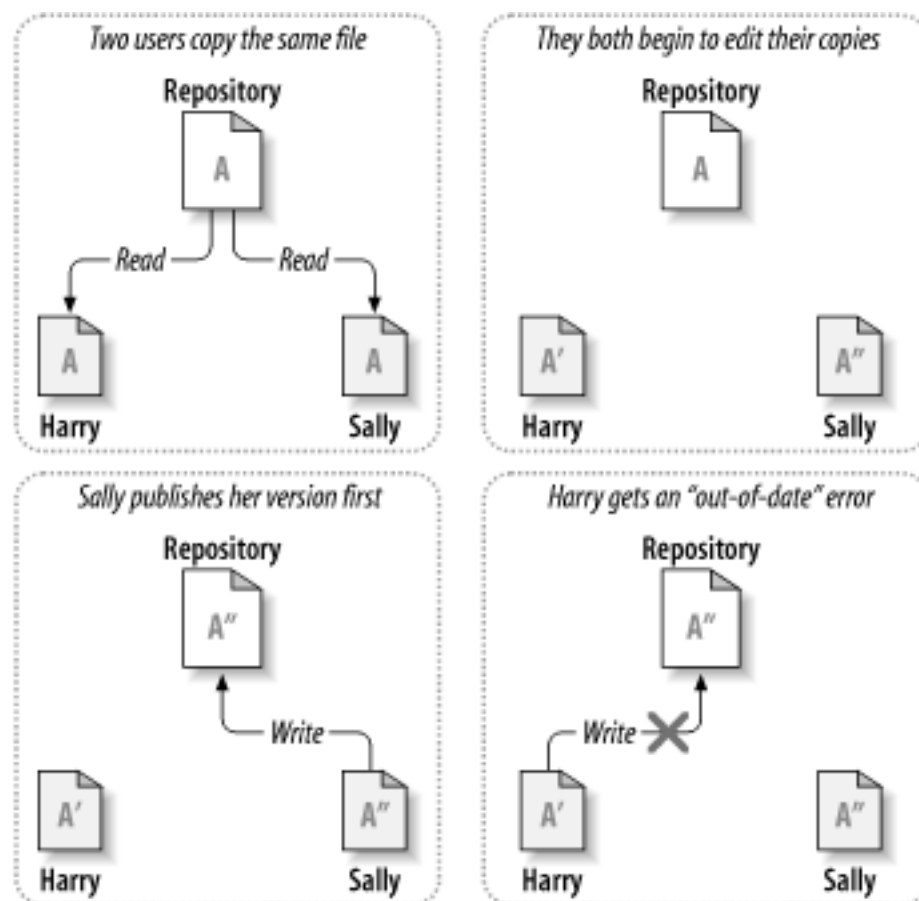 Two users copy the same file
Repository
A
Read Read
A A
Harry Sally
They both begin to edit their copies
Repository
A
A′ A″
Harry Sally
Sally publishes her version first
Repository
A″
Write
A′ A″
Harry Sally
Harry gets an “out-of-date” error
Repository
A″
Write
A′ A″
Harry Sally